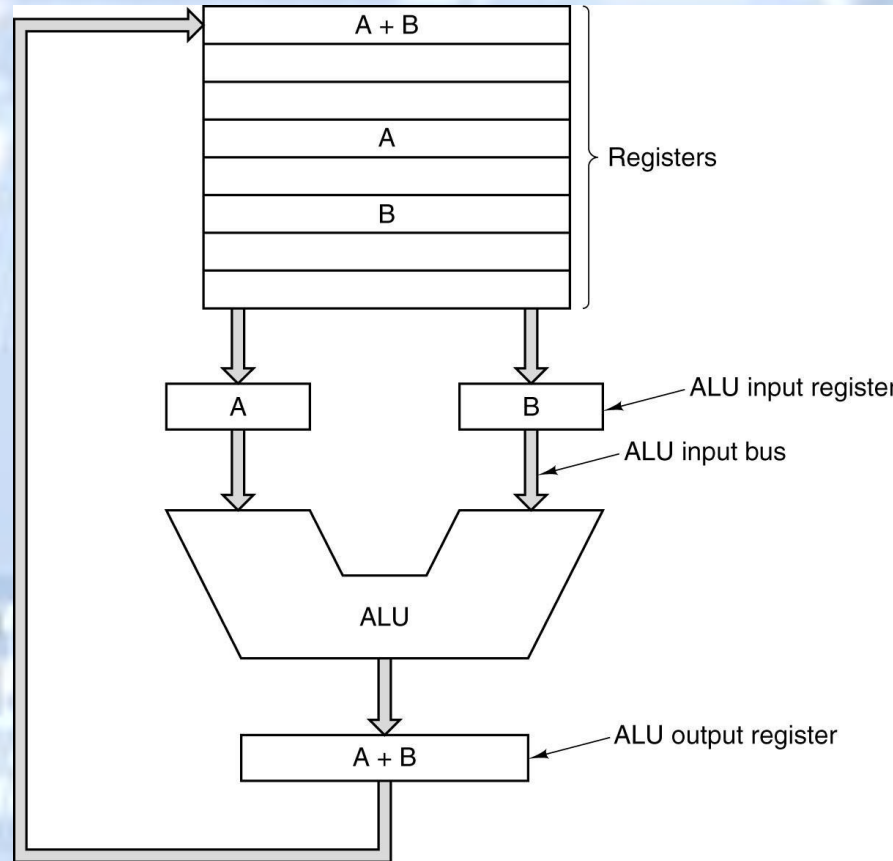 A + B
A
Registers
B
A
B
ALU input register
ALU input bus
ALU
ALU output register
A + B